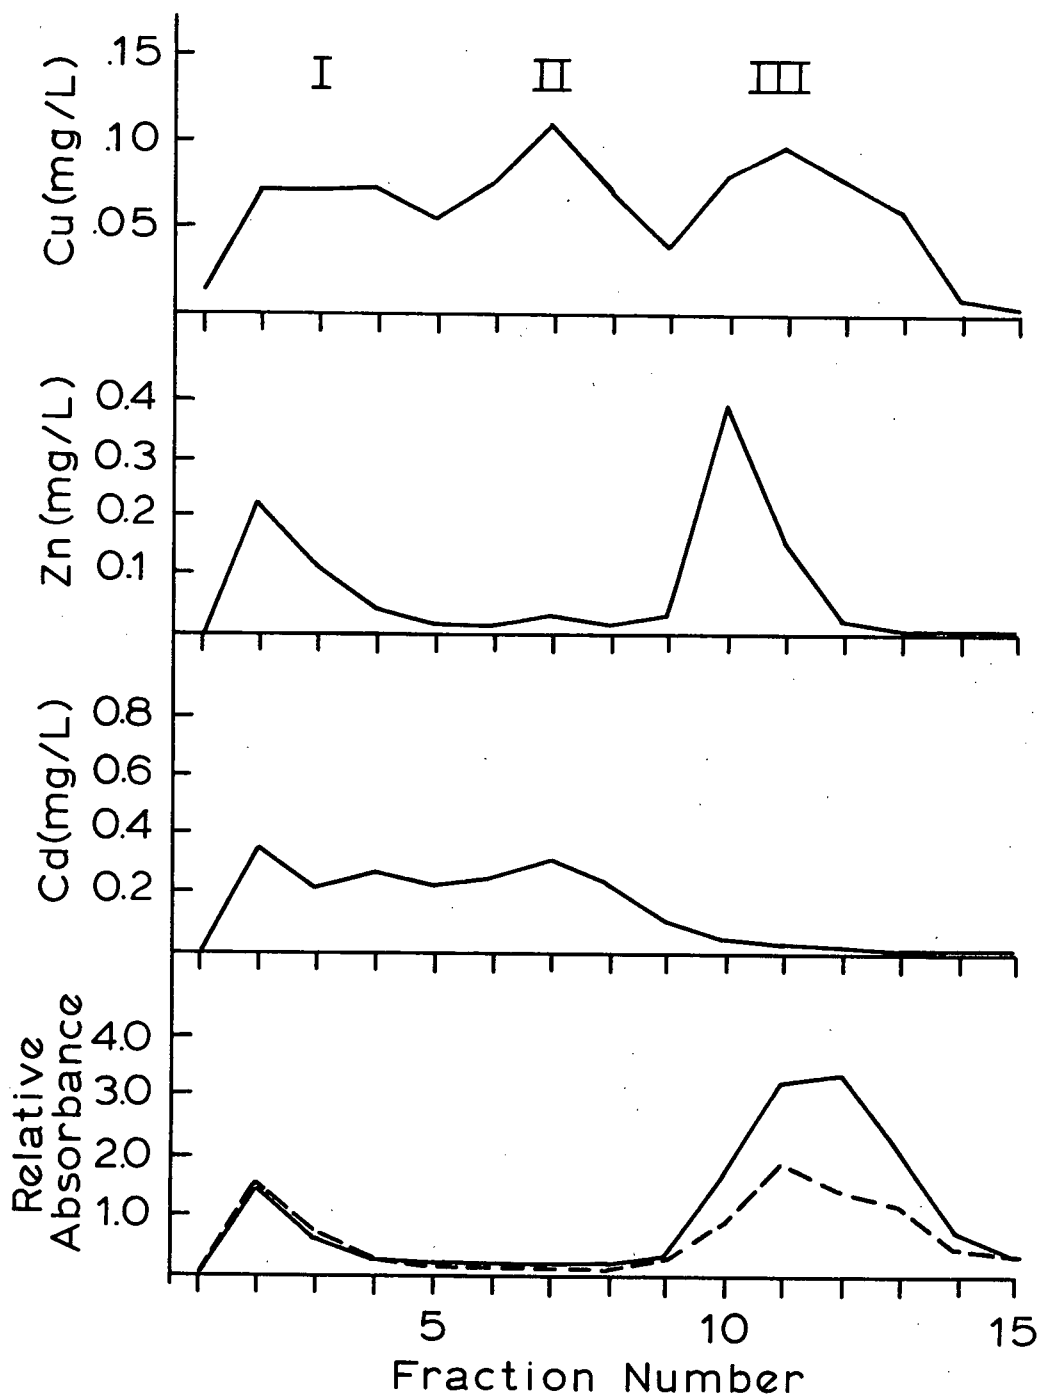 I II III
Cu (mg/L)
.15
.10
.05
Zn (mg/L)
0.4
0.3
0.2
0.1
Cd (mg/L)
0.8
0.6
0.4
0.2
Relative
Absorbance
4.0
3.0
2.0
1.0
5 10 15
Fraction Number